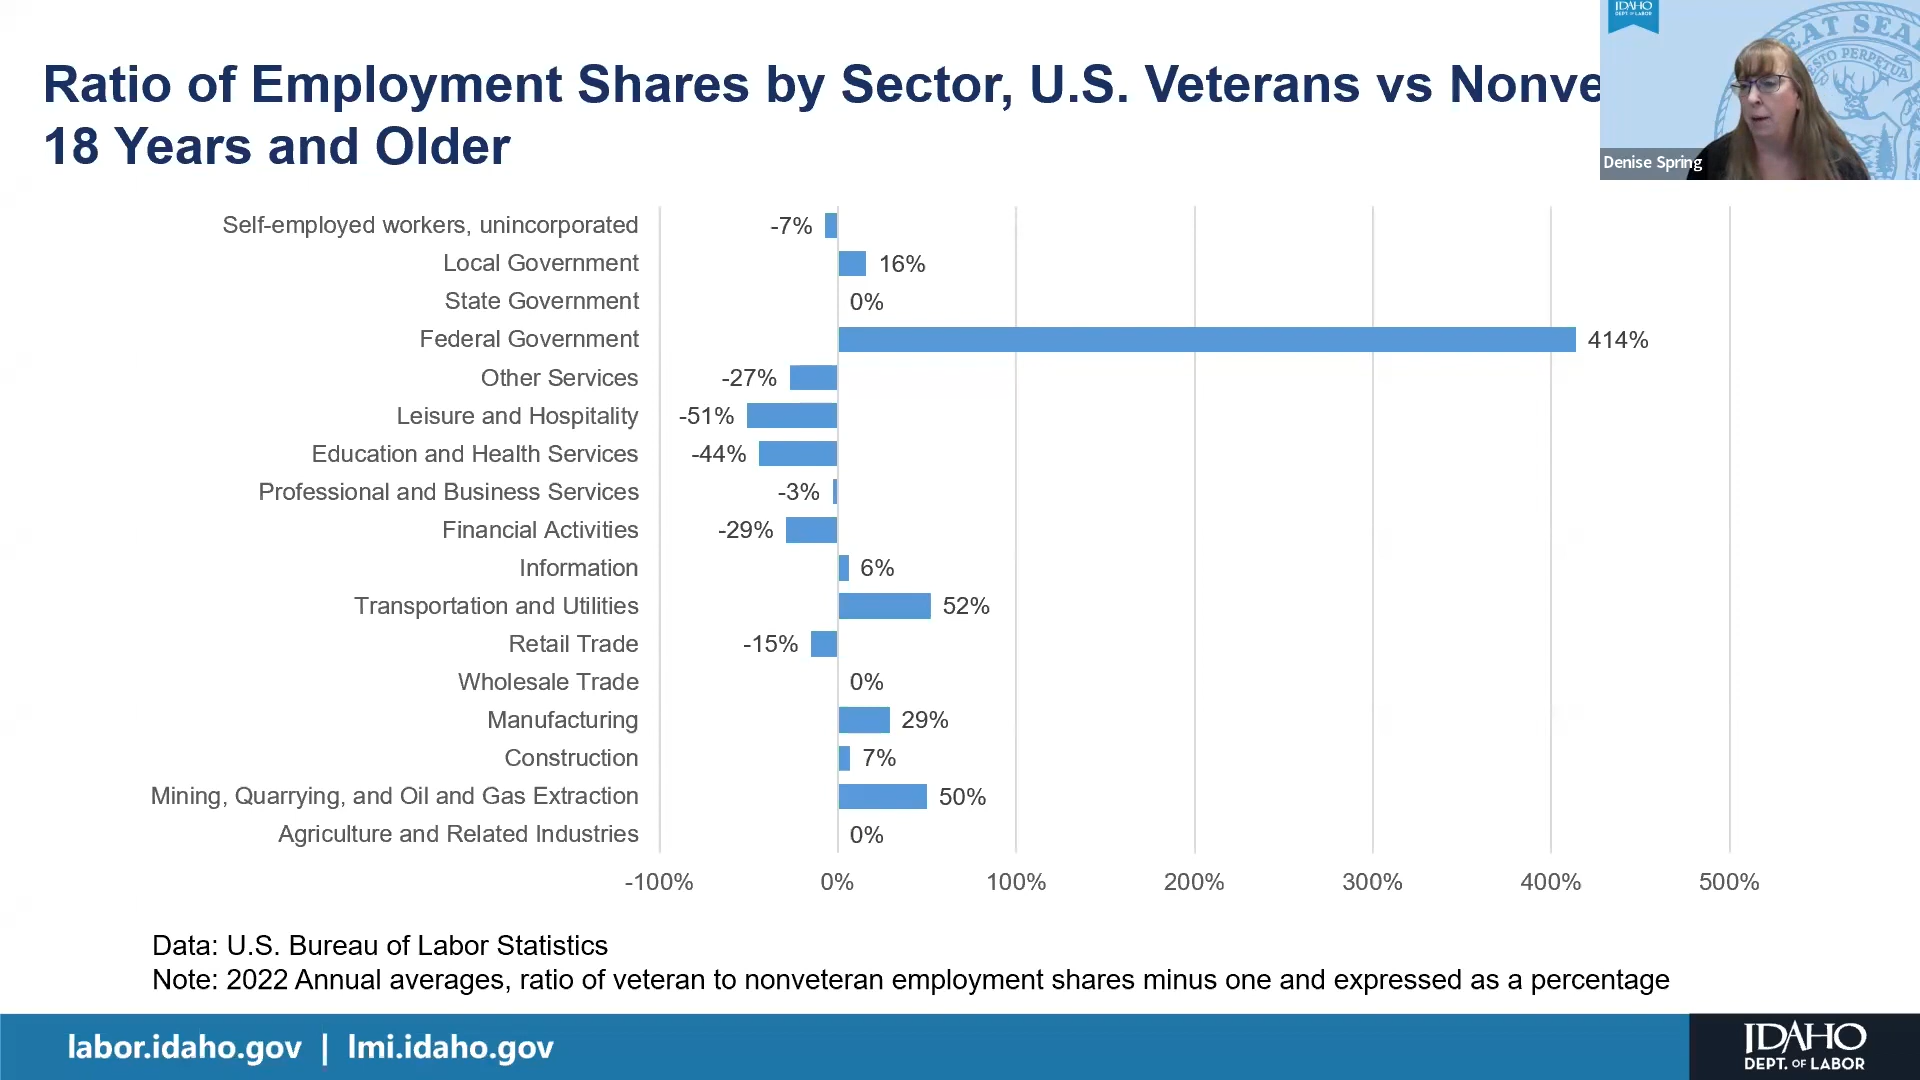 Ratio of Employment Shares by Sector, U.S. Veterans vs Nonve
18 Years and Older
IDAHO
DEPT. OF LABOR
Denise Spring
Self-employed workers, unincorporated -7%
Local Government 16%
State Government 0%
Federal Government 414%
Other Services -27%
Leisure and Hospitality -51%
Education and Health Services -44%
Professional and Business Services -3%
Financial Activities -29%
Information 6%
Transportation and Utilities 52%
Retail Trade -15%
Wholesale Trade 0%
Manufacturing 29%
Construction 7%
Mining, Quarrying, and Oil and Gas Extraction 50%
Agriculture and Related Industries 0%
-100% 0% 100% 200% 300% 400% 500%
Data: U.S. Bureau of Labor Statistics
Note: 2022 Annual averages, ratio of veteran to nonveteran employment shares minus one and expressed as a percentage
labor.idaho.gov | lmi.idaho.gov
IDAHO
DEPT. OF LABOR